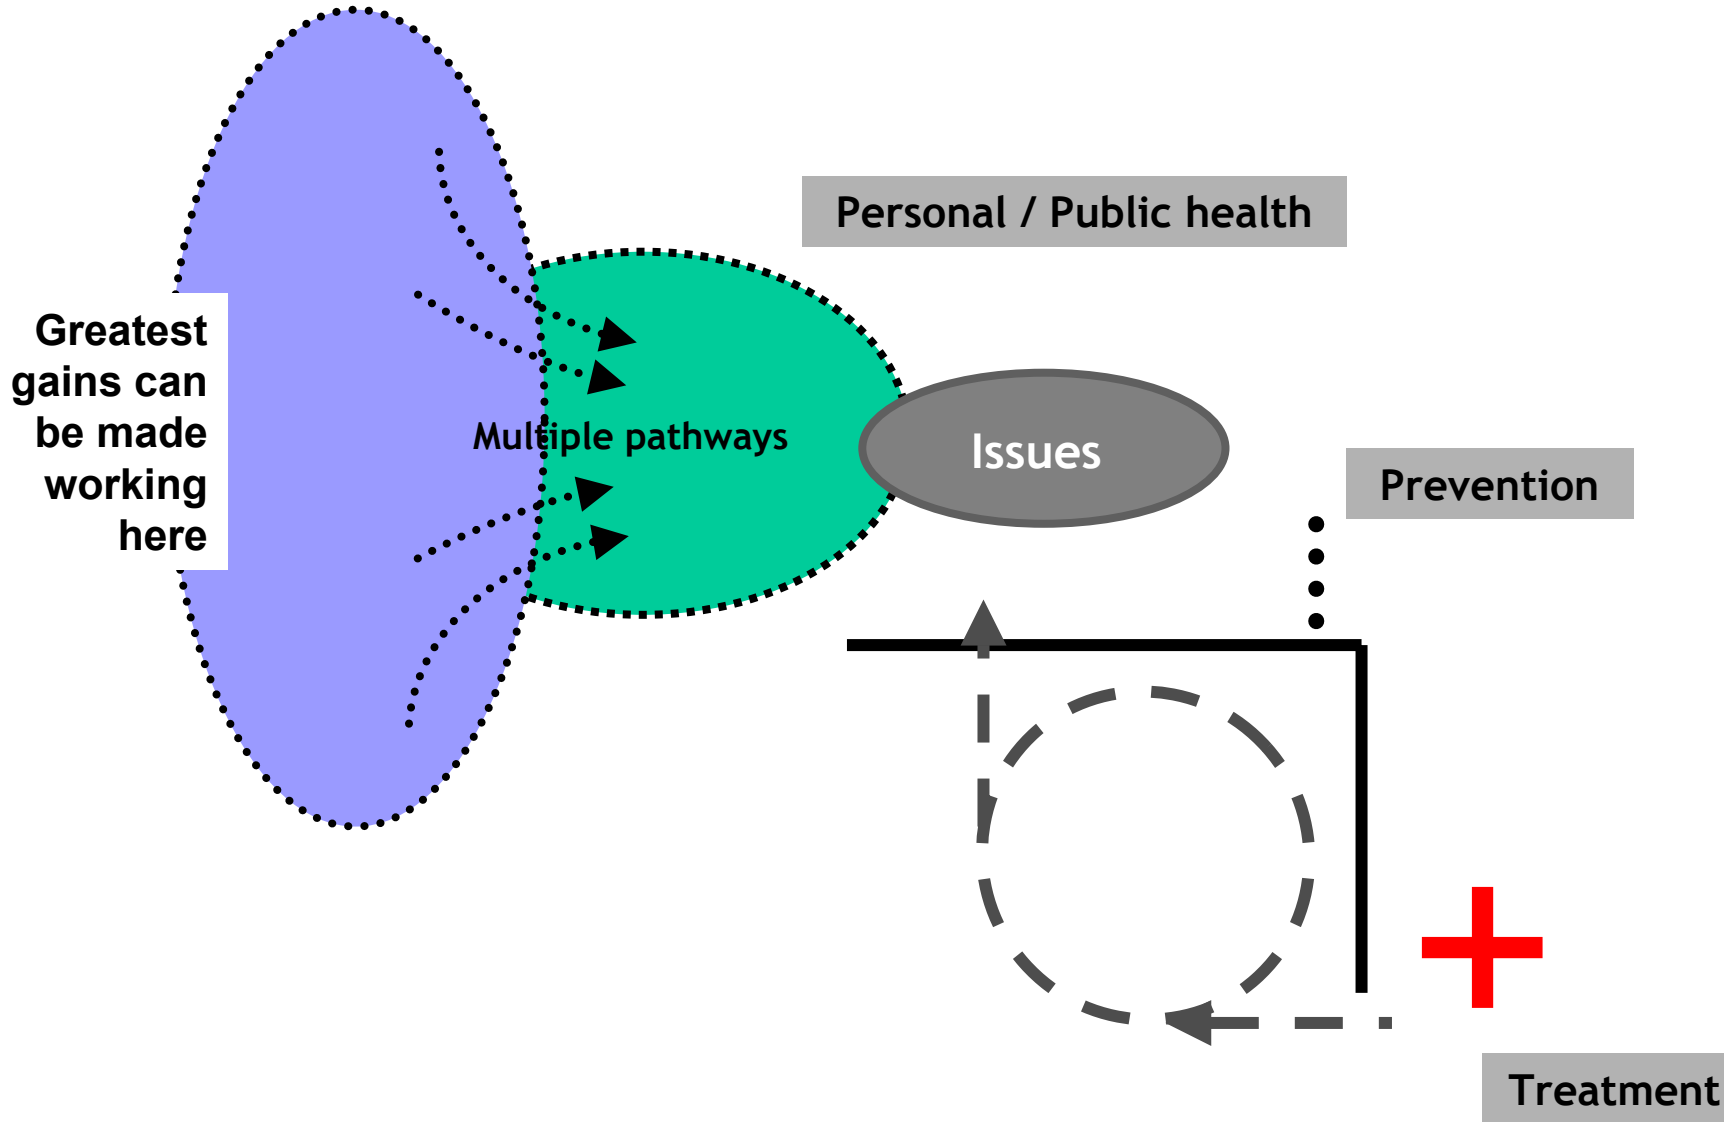 Personal / Public health
Greatest
gains can
be made
working
here
Multiple pathways
Issues
Prevention
Treatment